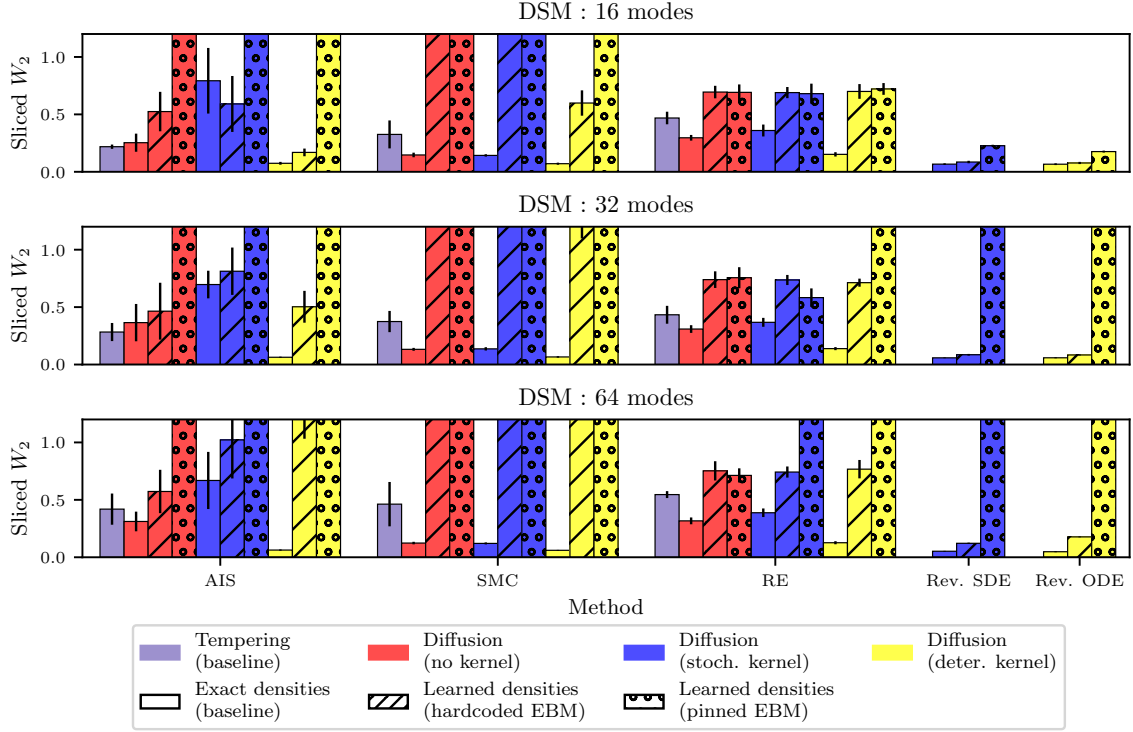 DSM : 16 modes
1.0
0.5
0.0
Sliced W2
DSM : 32 modes
1.0
0.5
0.0
Sliced W2
DSM : 64 modes
1.0
0.5
0.0
Sliced W2
AIS SMC RE Rev. SDE Rev. ODE
Method
Tempering
(baseline)
Diffusion
(no kernel)
Diffusion
(stoch. kernel)
Diffusion
(deter. kernel)
Exact densities
(baseline)
Learned densities
(hardcoded EBM)
Learned densities
(pinned EBM)